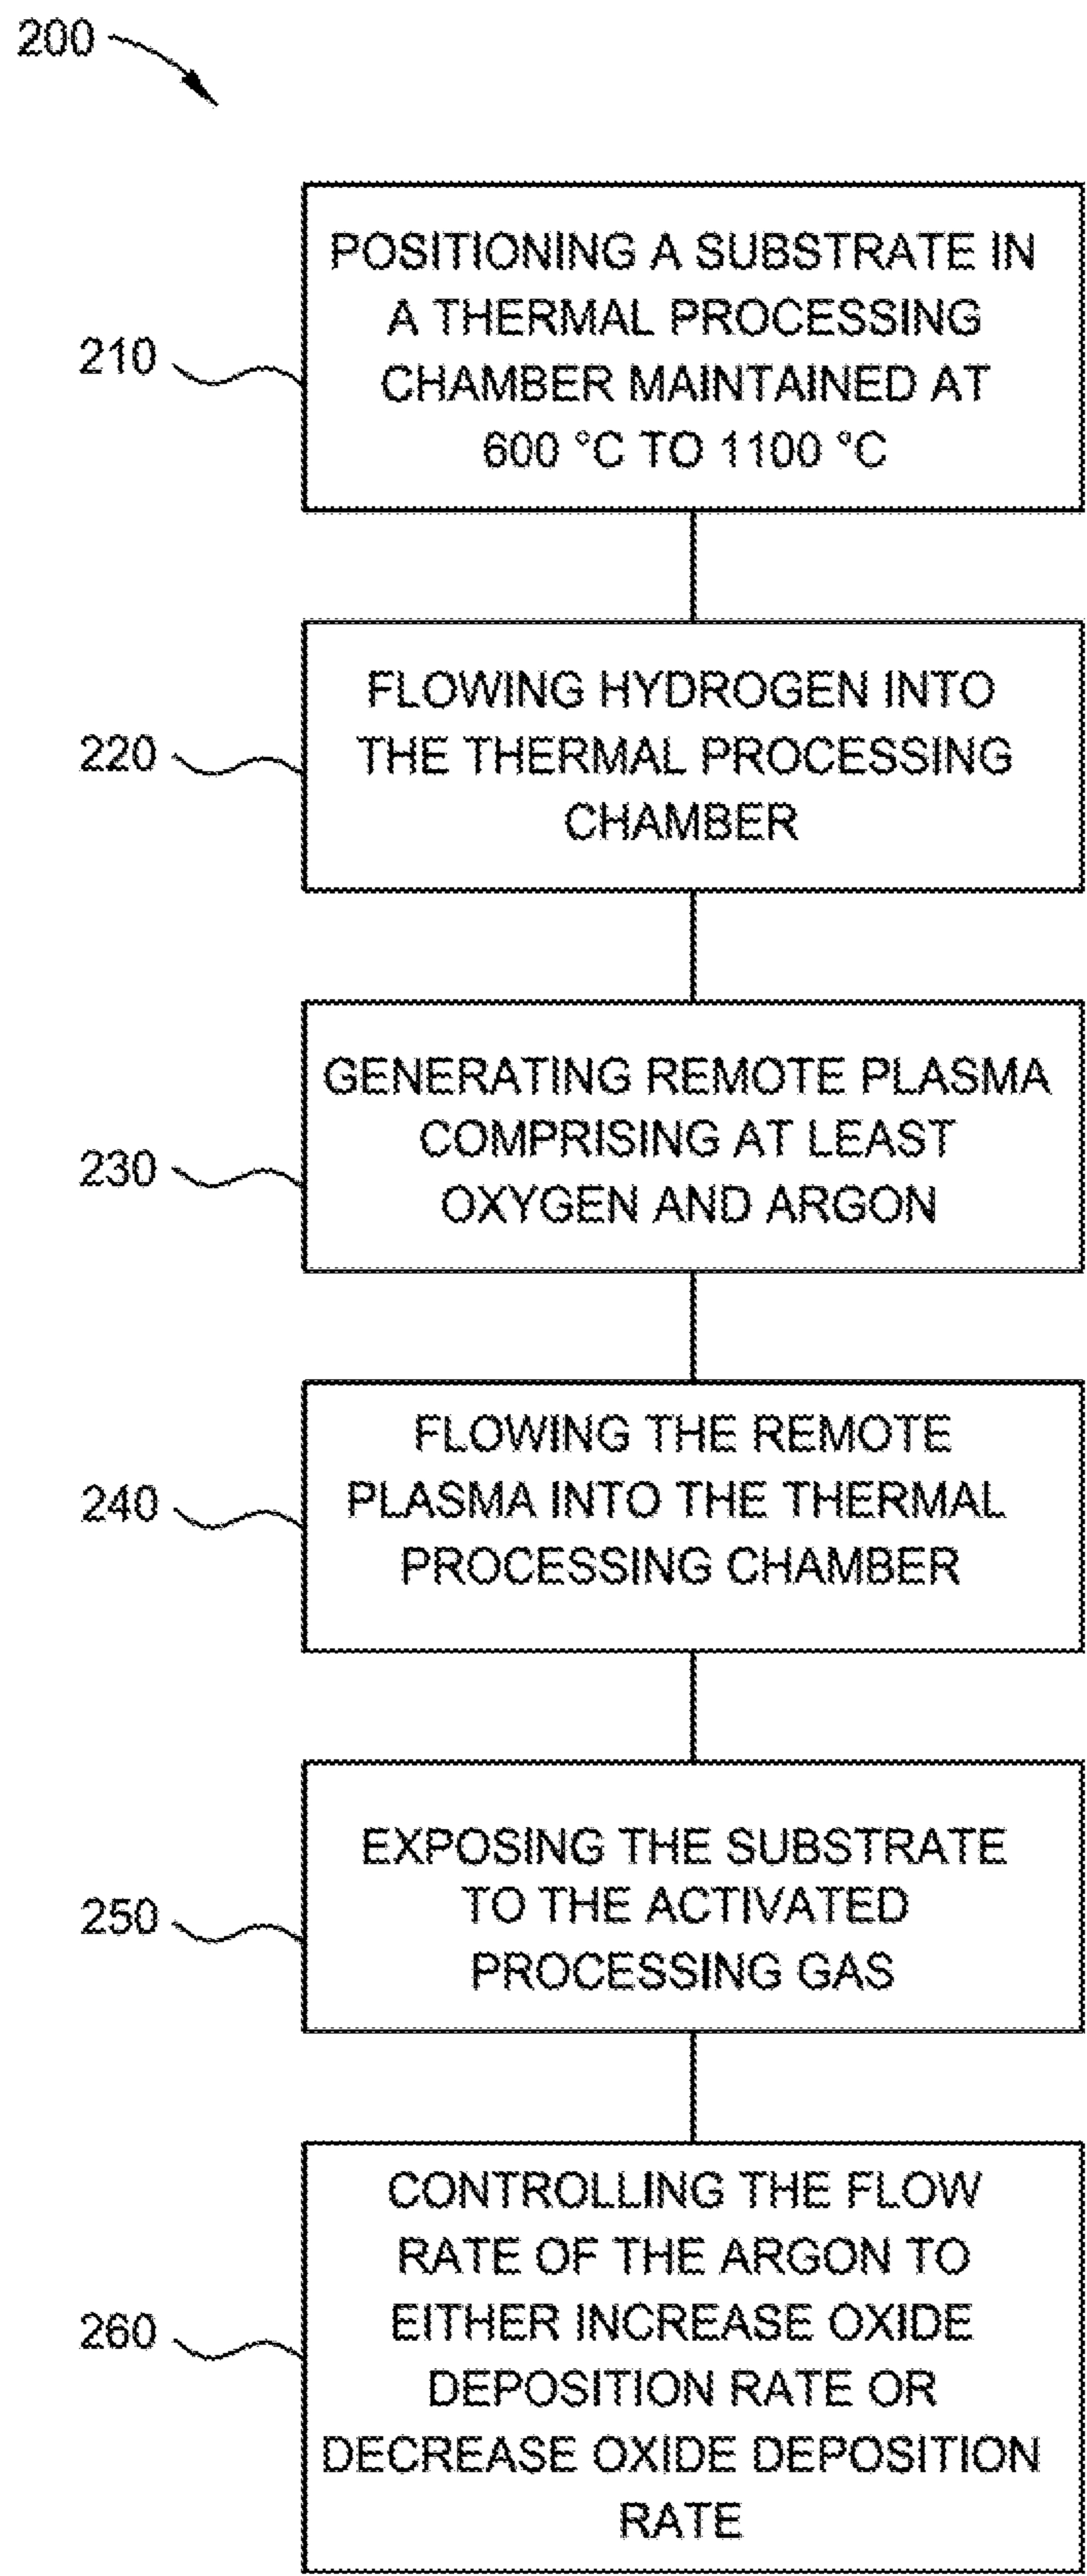 200
POSITIONING A SUBSTRATE IN
A THERMAL PROCESSING
CHAMBER MAINTAINED AT
600 °C TO 1100 °C
210
FLOWING HYDROGEN INTO
THE THERMAL PROCESSING
CHAMBER
220
GENERATING REMOTE PLASMA
COMPRISING AT LEAST
OXYGEN AND ARGON
230
FLOWING THE REMOTE
PLASMA INTO THE THERMAL
PROCESSING CHAMBER
240
EXPOSING THE SUBSTRATE
TO THE ACTIVATED
PROCESSING GAS
250
CONTROLLING THE FLOW
RATE OF THE ARGON TO
EITHER INCREASE OXIDE
DEPOSITION RATE OR
DECREASE OXIDE DEPOSITION
RATE
260